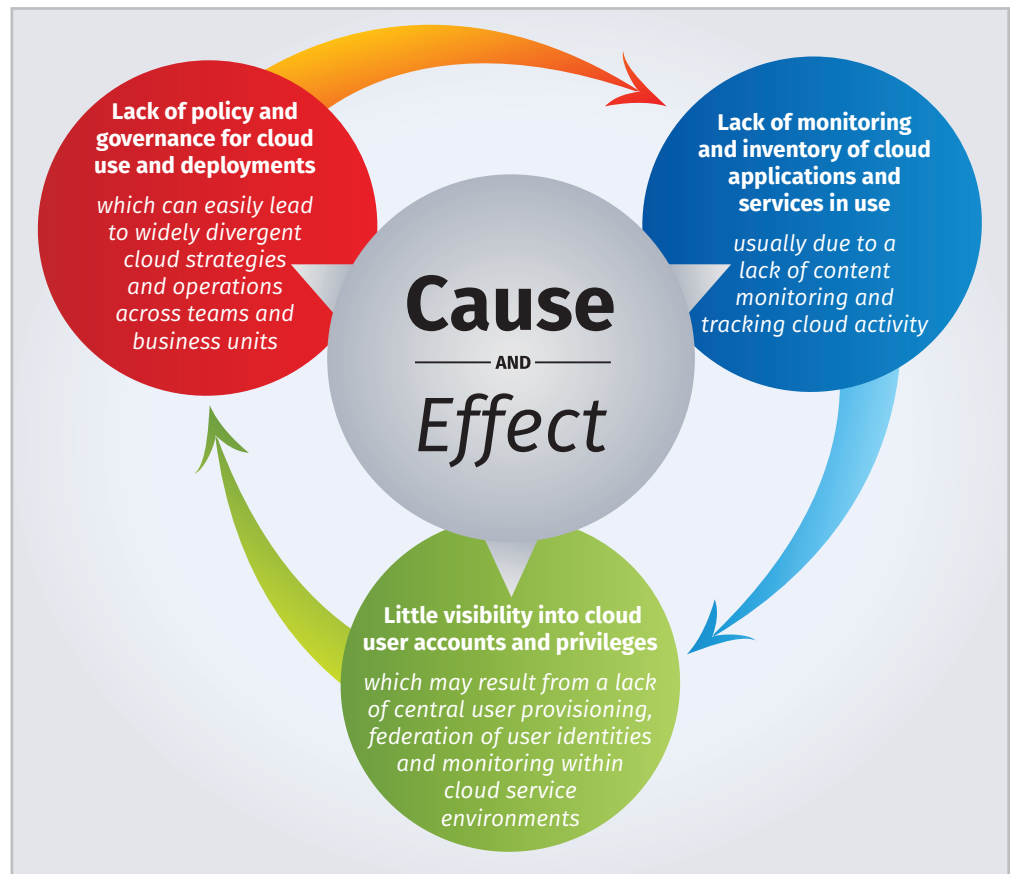 Lack of policy and
governance for cloud
use and deployments
which can easily lead
to widely divergent
cloud strategies
and operations
across teams and
business units
Lack of monitoring
and inventory of cloud
applications and
services in use
usually due to a
lack of content
monitoring and
tracking cloud activity
Cause
AND
Effect
Little visibility into cloud
user accounts and privileges
which may result from a lack
of central user provisioning,
federation of user identities
and monitoring within
cloud service
environments